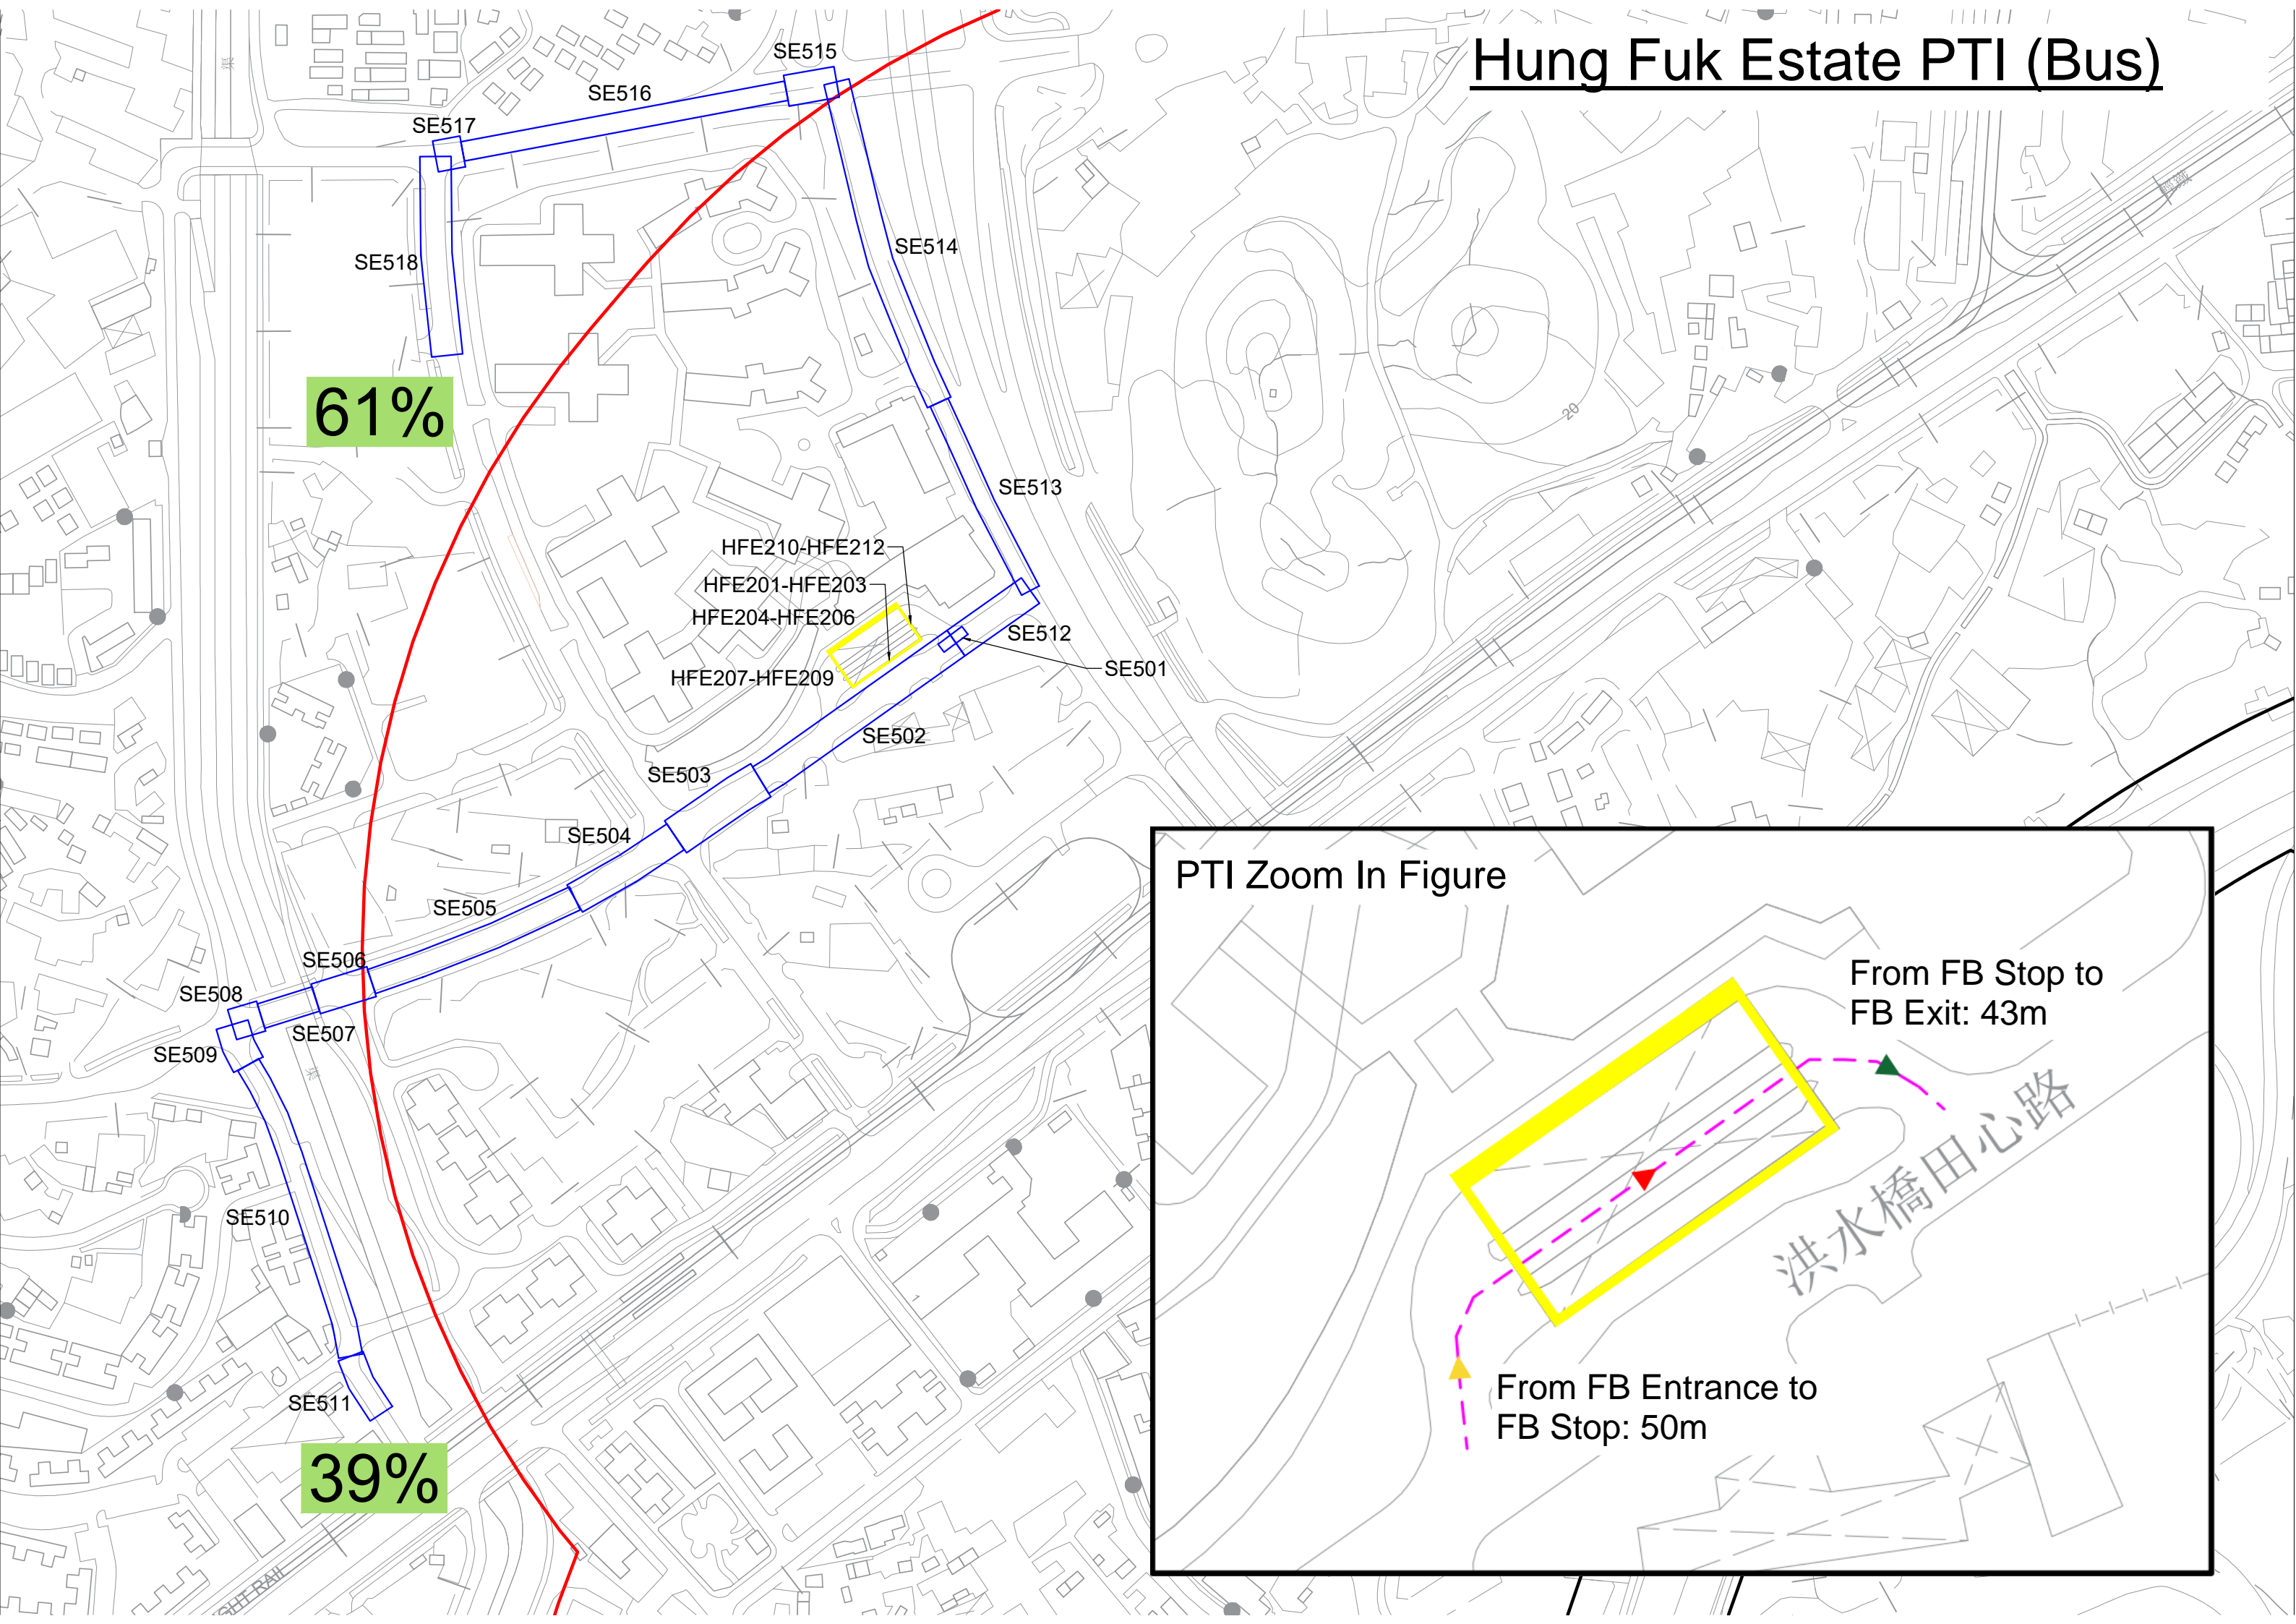 Hung Fuk Estate PTI (Bus)
SE515
SE516
SE517
SE514
SE518
61%
SE513
HFE210-HFE212
HFE201-HFE203
HFE204-HFE206
SE512
SE501
HFE207-HFE209
SE502
SE503
SE504
SE505
SE506
SE508
SE507
SE509
SE510
SE511
39%
20
PTI Zoom In Figure
From FB Stop to
FB Exit: 43m
洪水橋田心路
From FB Entrance to
FB Stop: 50m